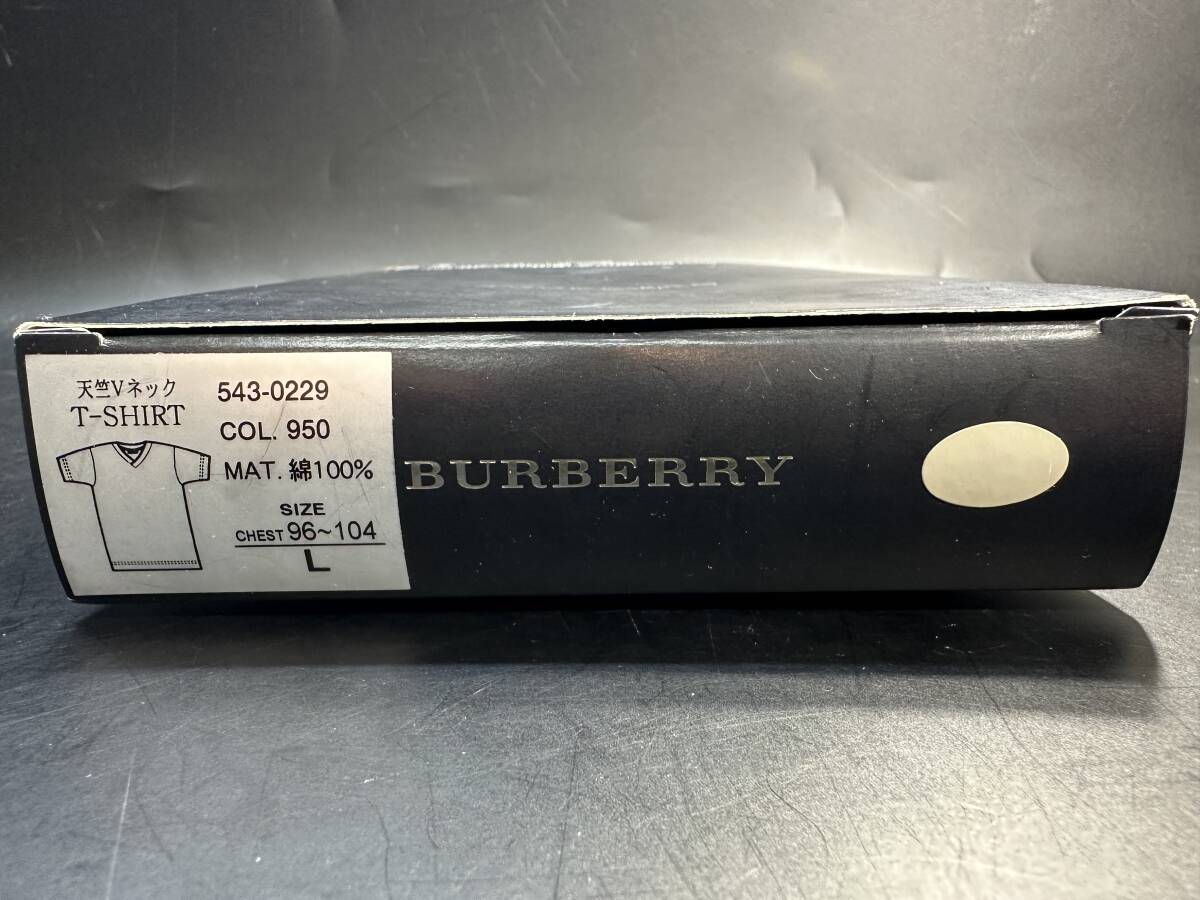 天竺Vネック
T-SHIRT
543-0229
COL. 950
MAT. 綿100%
SIZE
CHEST 96~104
L
BURBERRY